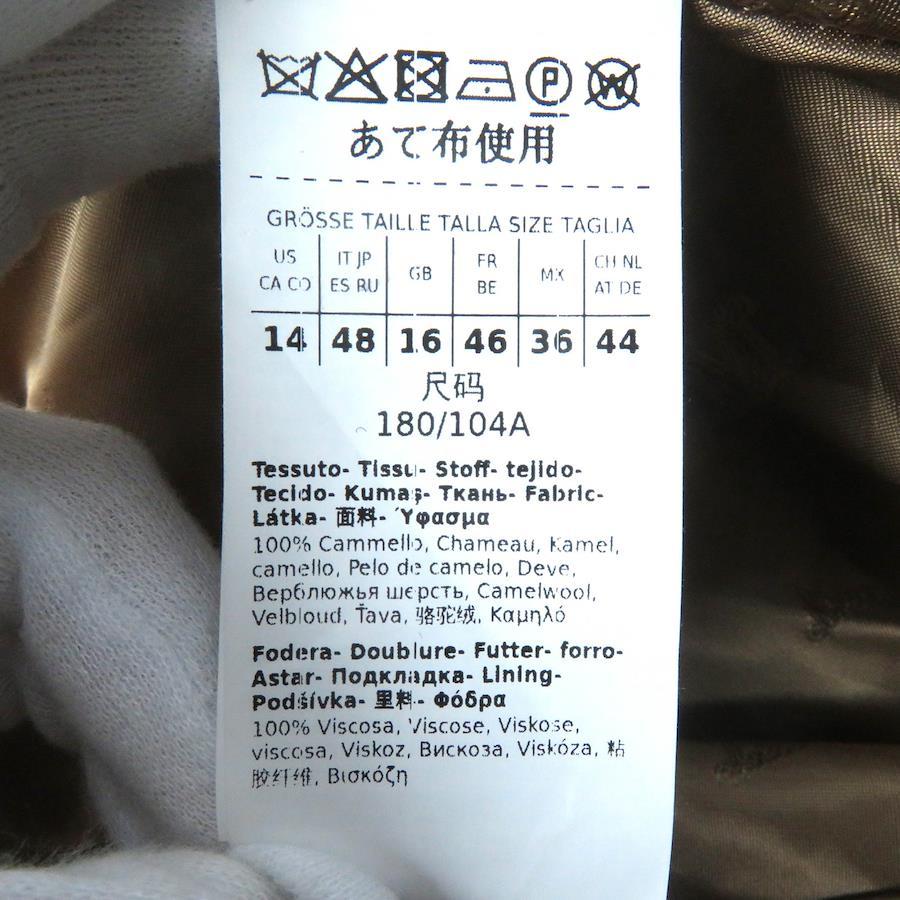 P W
あて布使用
GRÖSSE TAILLE TALLA SIZE TAGLIA
US CA CO IT JP ES RU GB FR BE MX CH NL AT DE
14 48 16 46 36 44
尺码
180/104A
Tessuto- Tissu- Stoff- tejido-
Tecido- Kumaş- Ткань- Fabric-
Látka- 面料- Ύφασμα
100% Cammello, Chameau, Kamel,
camello, Pelo de camelo, Deve,
Верблюжья шерсть, Camelwool,
Velbloud, Ťava, 骆驼绒, Καμηλό
Fodera- Doublure- Futter- forro-
Astar- Подкладка- Lining-
Podšívka- 里料- Φόδρα
100% Viscosa, Viscose, Viskose,
viscosa, Viskoz, Вискоза, Viskóza, 粘
胶纤维, Βισκόζη